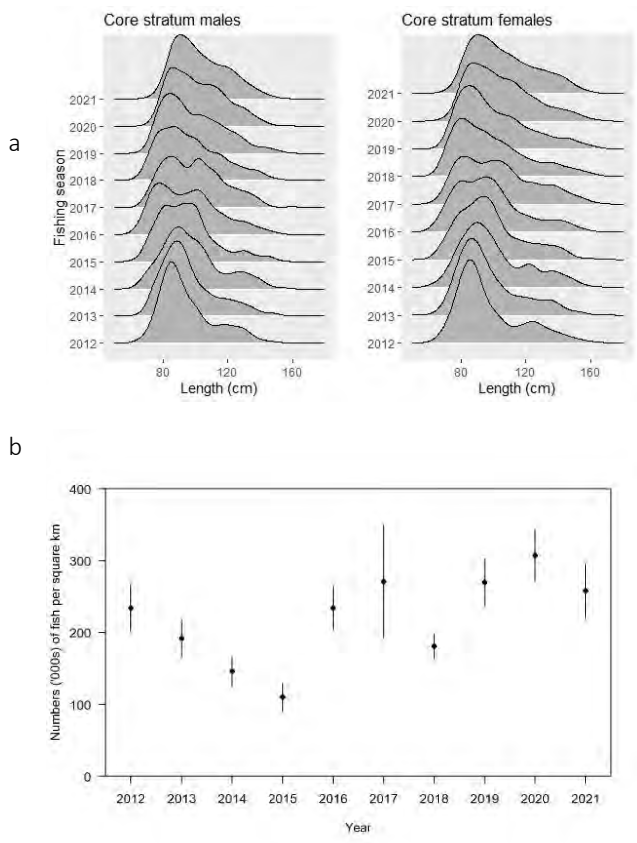 Core stratum males
Core stratum females
a
Fishing season
2021
2020
2019
2018
2017
2016
2015
2014
2013
2012
80 120 160
Length (cm)
2021
2020
2019
2018
2017
2016
2015
2014
2013
2012
80 120 160
Length (cm)
b
Numbers ('000s) of fish per square km
400
300
200
100
0
2012 2013 2014 2015 2016 2017 2018 2019 2020 2021
Year